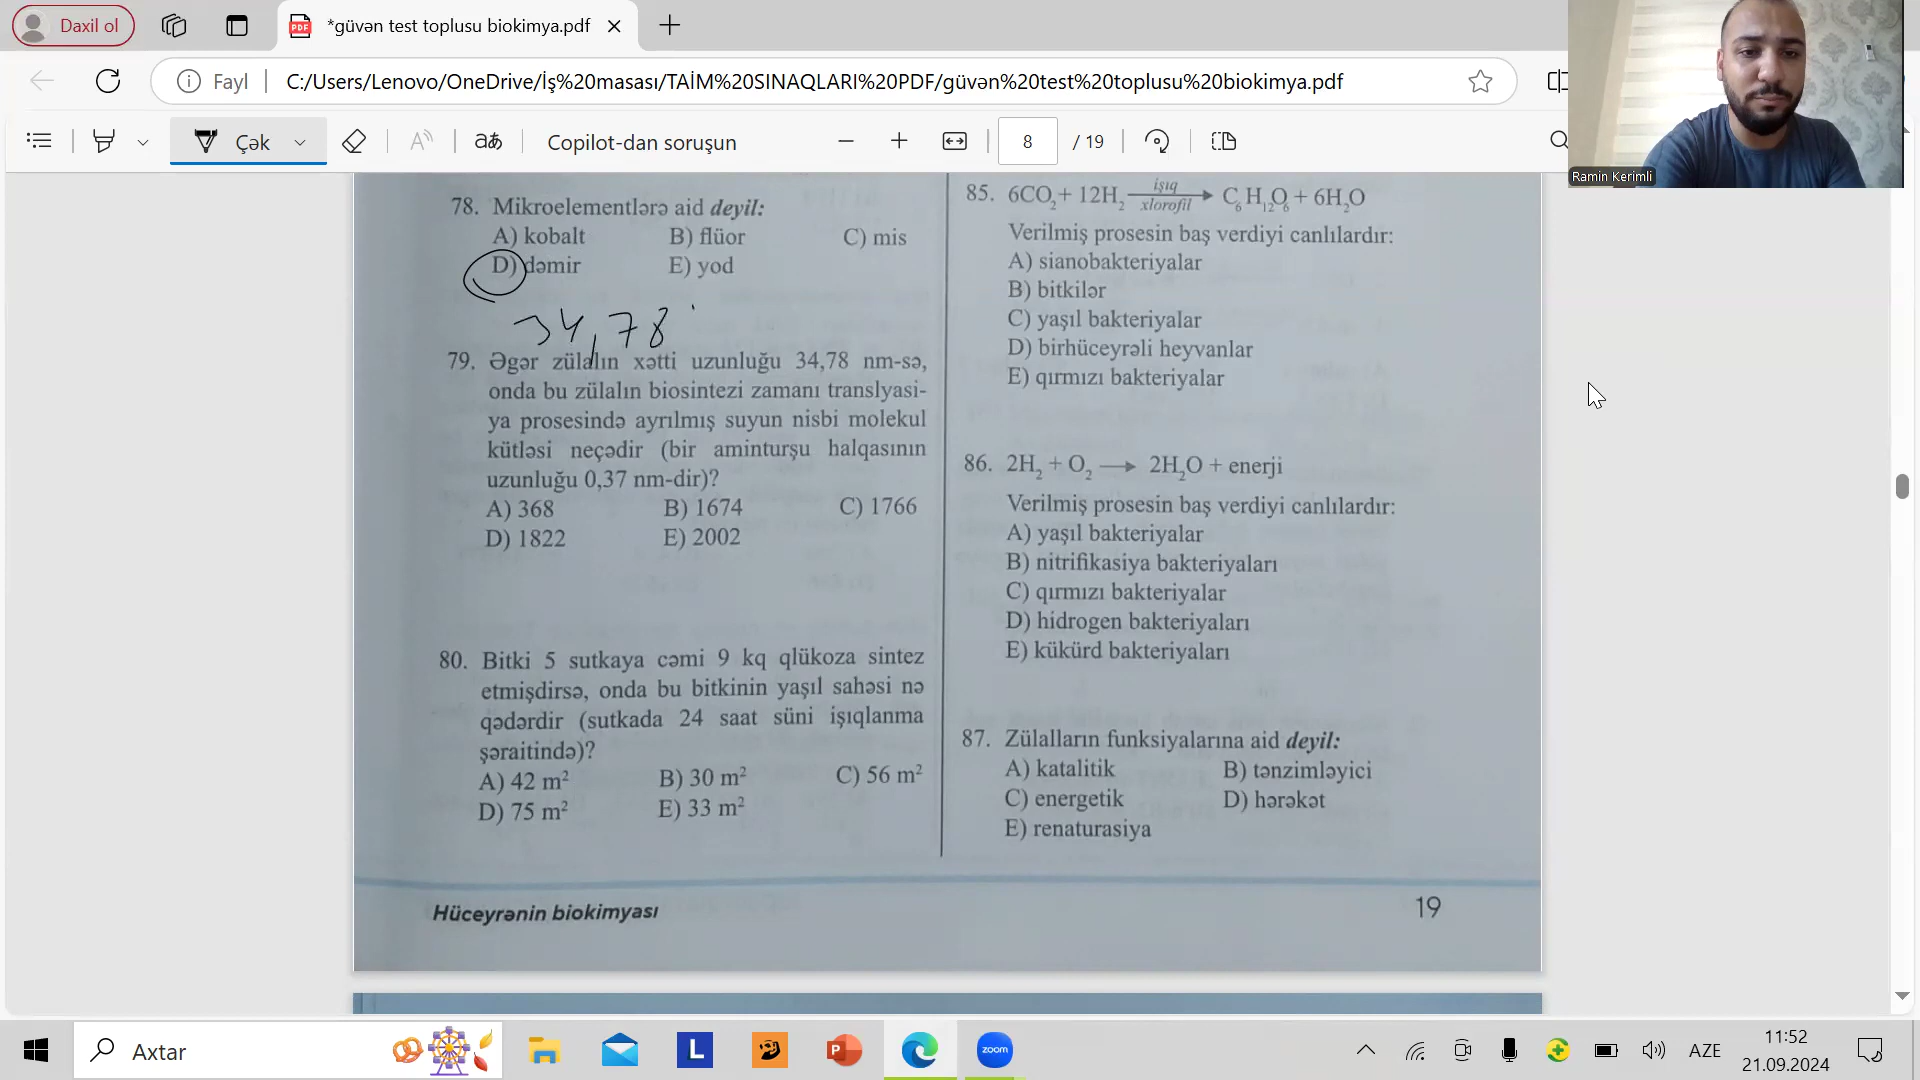 Daxil ol
*güvən test toplusu biokimya.pdf
Fayl
C:/Users/Lenovo/OneDrive/İş%20masası/TAİM%20SINAQLARI%20PDF/güvən%20test%20toplusu%20biokimya.pdf
Çək
aあ
Copilot-dan soruşun
8
/ 19
Ramin Kerimli
78. Mikroelementlərə aid deyil:
A) kobalt B) flüor C) mis
D) dəmir E) yod
34,78
79. Əgər zülalın xətti uzunluğu 34,78 nm-sə,
onda bu zülalın biosintezi zamanı translyasi-
ya prosesində ayrılmış suyun nisbi molekul
kütləsi neçədir (bir aminturşu halqasının
uzunluğu 0,37 nm-dir)?
A) 368 B) 1674 C) 1766
D) 1822 E) 2002
80. Bitki 5 sutkaya cəmi 9 kq qlükoza sintez
etmişdirsə, onda bu bitkinin yaşıl sahəsi nə
qədərdir (sutkada 24 saat süni işıqlanma
şəraitində)?
A) 42 m² B) 30 m² C) 56 m²
D) 75 m² E) 33 m²
85. 6CO₂ + 12H₂ işıq xlorofil → C₆H₁₂O₆ + 6H₂O
Verilmiş prosesin baş verdiyi canlılardır:
A) sianobakteriyalar
B) bitkilər
C) yaşıl bakteriyalar
D) birhüceyrəli heyvanlar
E) qırmızı bakteriyalar
86. 2H₂ + O₂ → 2H₂O + enerji
Verilmiş prosesin baş verdiyi canlılardır:
A) yaşıl bakteriyalar
B) nitrifikasiya bakteriyaları
C) qırmızı bakteriyalar
D) hidrogen bakteriyaları
E) kükürd bakteriyaları
87. Zülalların funksiyalarına aid deyil:
A) katalitik B) tənzimləyici
C) energetik D) hərəkət
E) renaturasiya
Hüceyrənin biokimyası
19
Axtar
zoom
AZE
11:52
21.09.2024